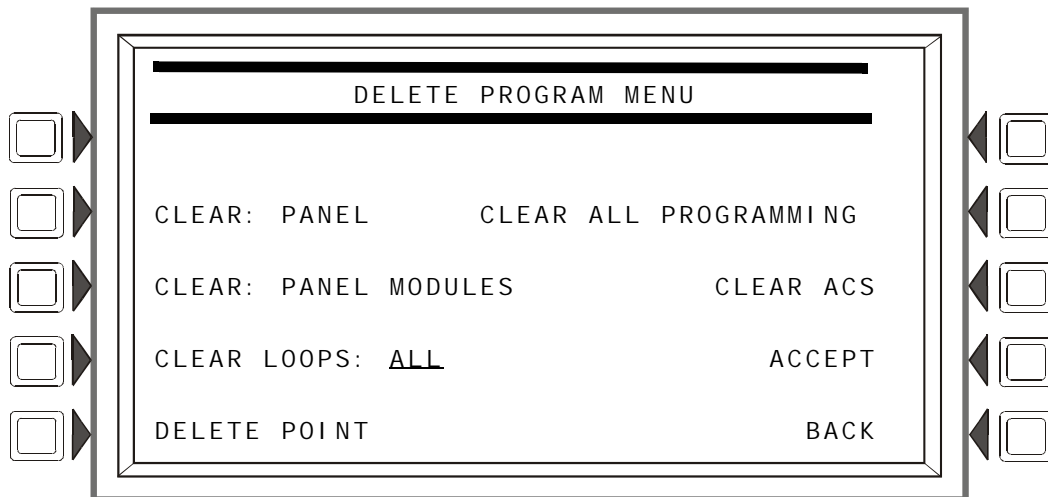 DELETE PROGRAM MENU
CLEAR: PANEL CLEAR ALL PROGRAMMING
CLEAR: PANEL MODULES CLEAR ACS
CLEAR LOOPS: ALL ACCEPT
DELETE POINT BACK